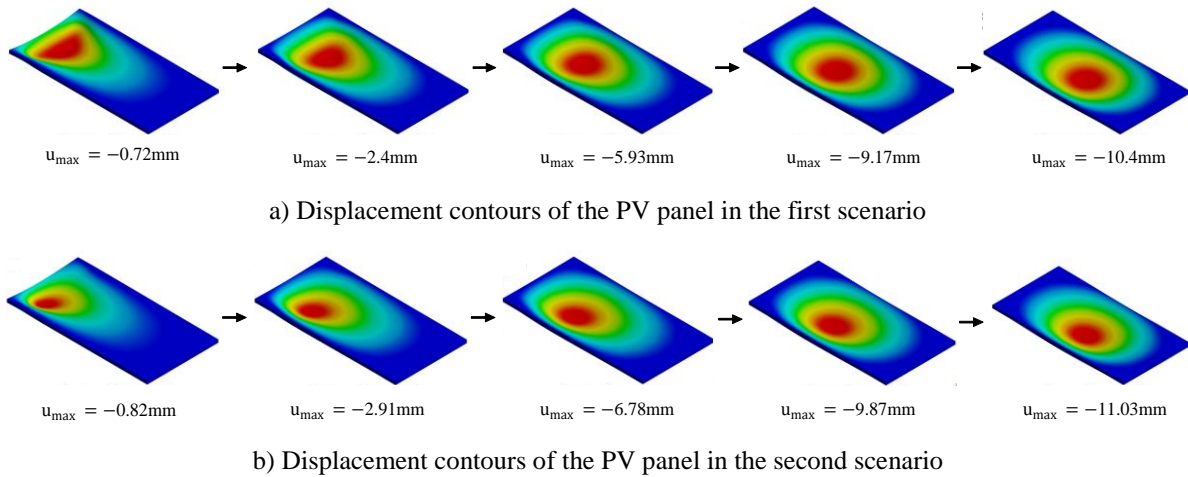 u_max = −0.72mm
u_max = −2.4mm
u_max = −5.93mm
u_max = −9.17mm
u_max = −10.4mm
a) Displacement contours of the PV panel in the first scenario
u_max = −0.82mm
u_max = −2.91mm
u_max = −6.78mm
u_max = −9.87mm
u_max = −11.03mm
b) Displacement contours of the PV panel in the second scenario